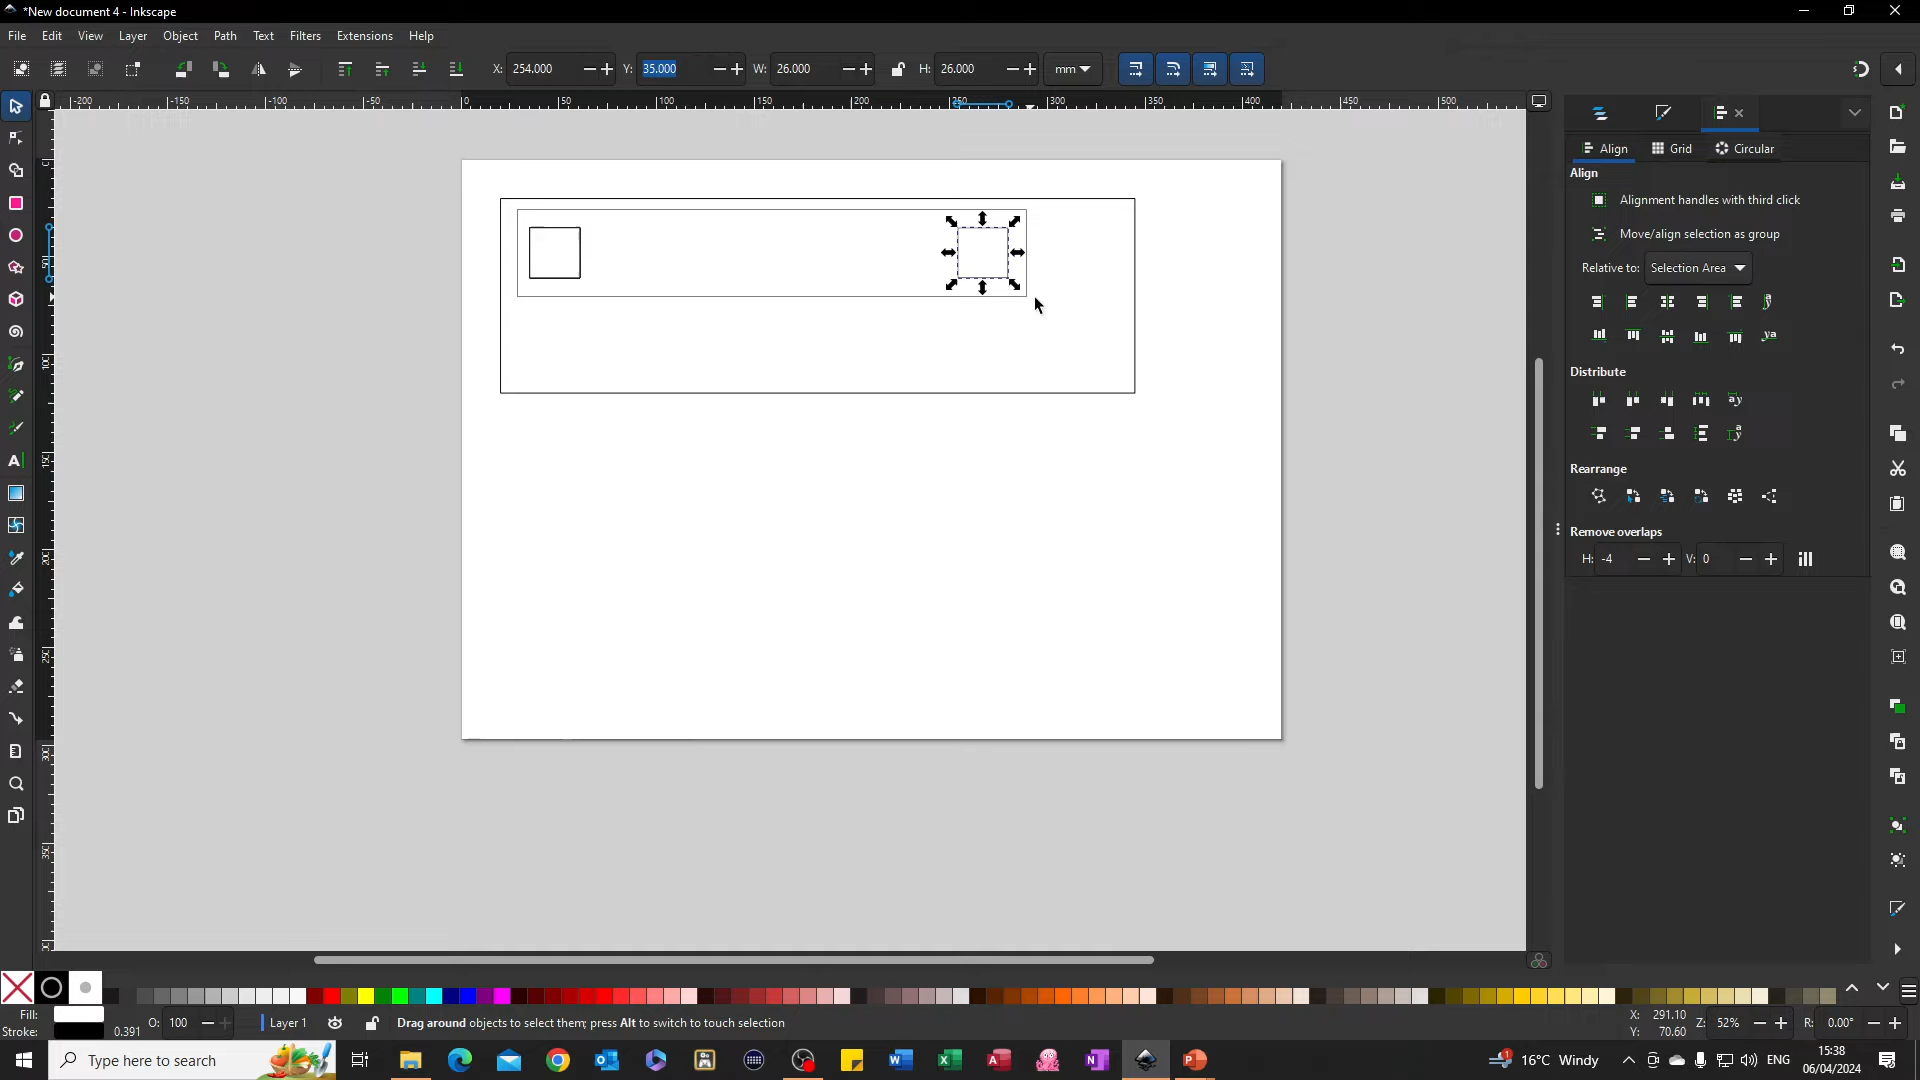 *New document 4 - Inkscape
File Edit View Layer Object Path Text Filters Extensions Help
X: 254.000 Y: 35.000 W: 26.000 H: 26.000 mm
-200 -150 -100 -50 0 50 100 150 200 250 300 350 400 450 500
Align Grid Circular
Align
Alignment handles with third click
Move/align selection as group
Relative to: Selection Area
Distribute
Rearrange
Remove overlaps
H: -4 V: 0
Fill:
Stroke: 0.391 O: 100 Layer 1 Drag around objects to select them; press Alt to switch to touch selection
X: 291.10
Y: 70.60
Z: 52% R: 0.00°
Type here to search
16°C Windy ENG
15:38
06/04/2024